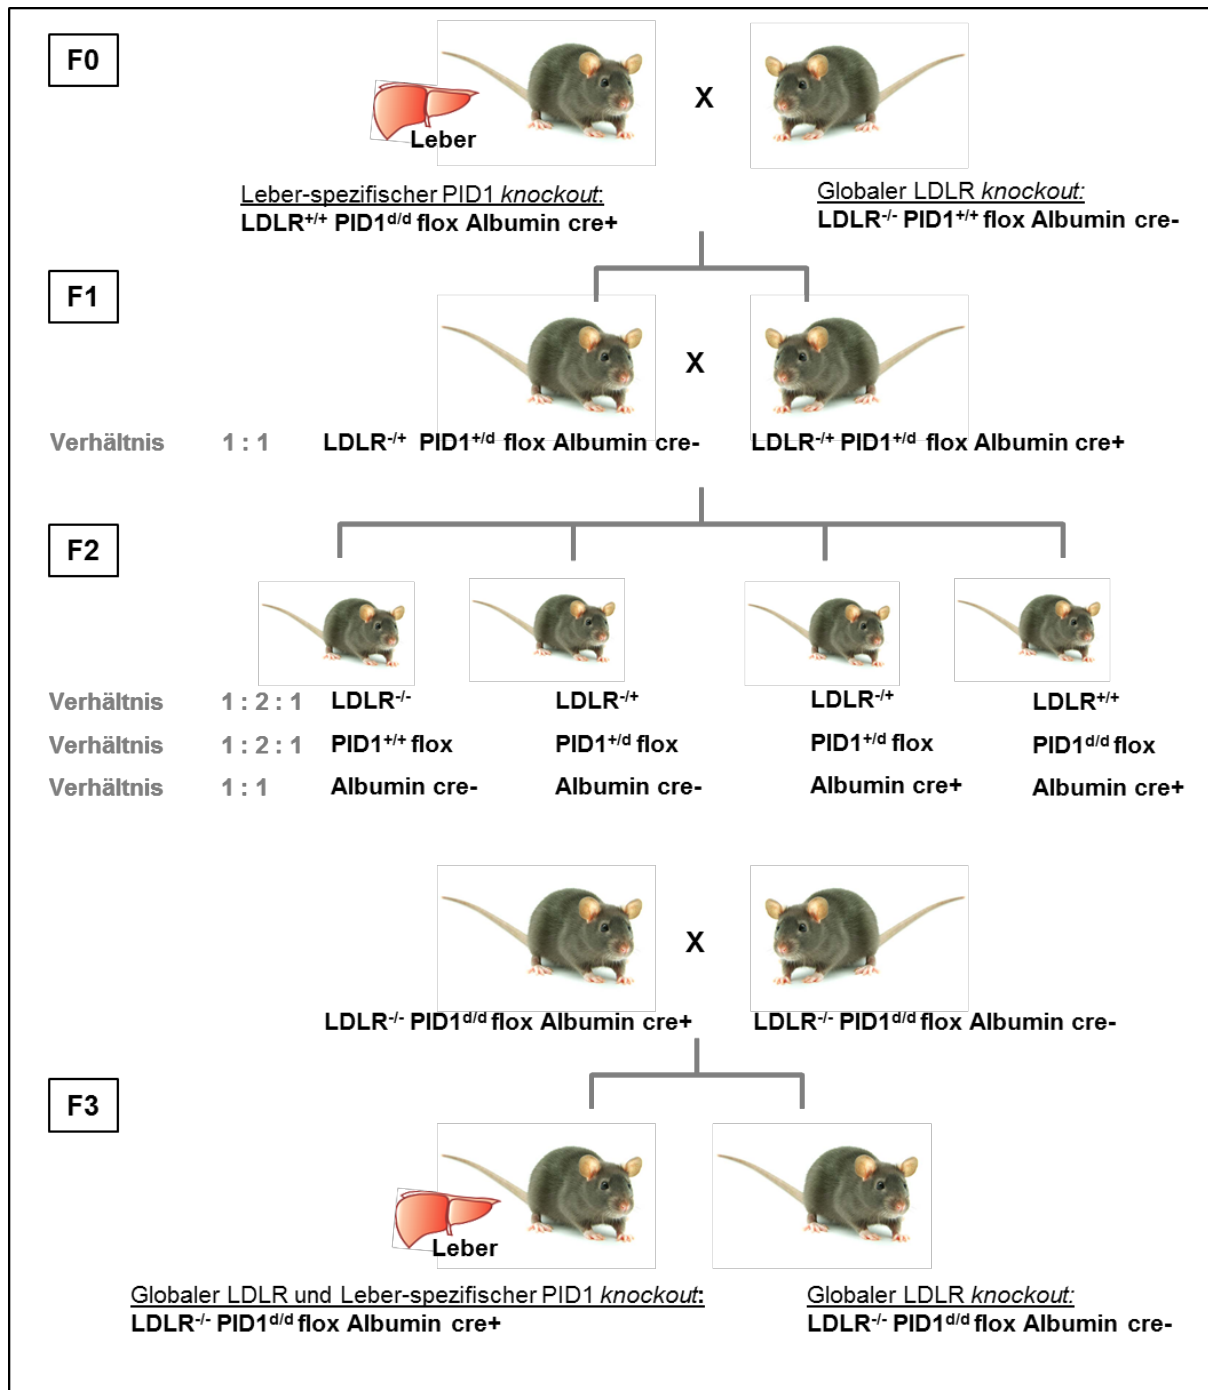 F0
X
Leber
Leber-spezifischer PID1 knockout:
LDLR+/+ PID1d/d flox Albumin cre+
Globaler LDLR knockout:
LDLR-/- PID1+/+ flox Albumin cre-
F1
X
Verhältnis 1 : 1 LDLR-/+ PID1+/d flox Albumin cre- LDLR-/+ PID1+/d flox Albumin cre+
F2
Verhältnis 1 : 2 : 1 LDLR-/- LDLR-/+ LDLR-/+ LDLR+/+
Verhältnis 1 : 2 : 1 PID1+/+ flox PID1+/d flox PID1+/d flox PID1d/d flox
Verhältnis 1 : 1 Albumin cre- Albumin cre- Albumin cre+ Albumin cre+
X
LDLR-/- PID1d/d flox Albumin cre+ LDLR-/- PID1d/d flox Albumin cre-
F3
Leber
Globaler LDLR und Leber-spezifischer PID1 knockout:
LDLR-/- PID1d/d flox Albumin cre+
Globaler LDLR knockout:
LDLR-/- PID1d/d flox Albumin cre-